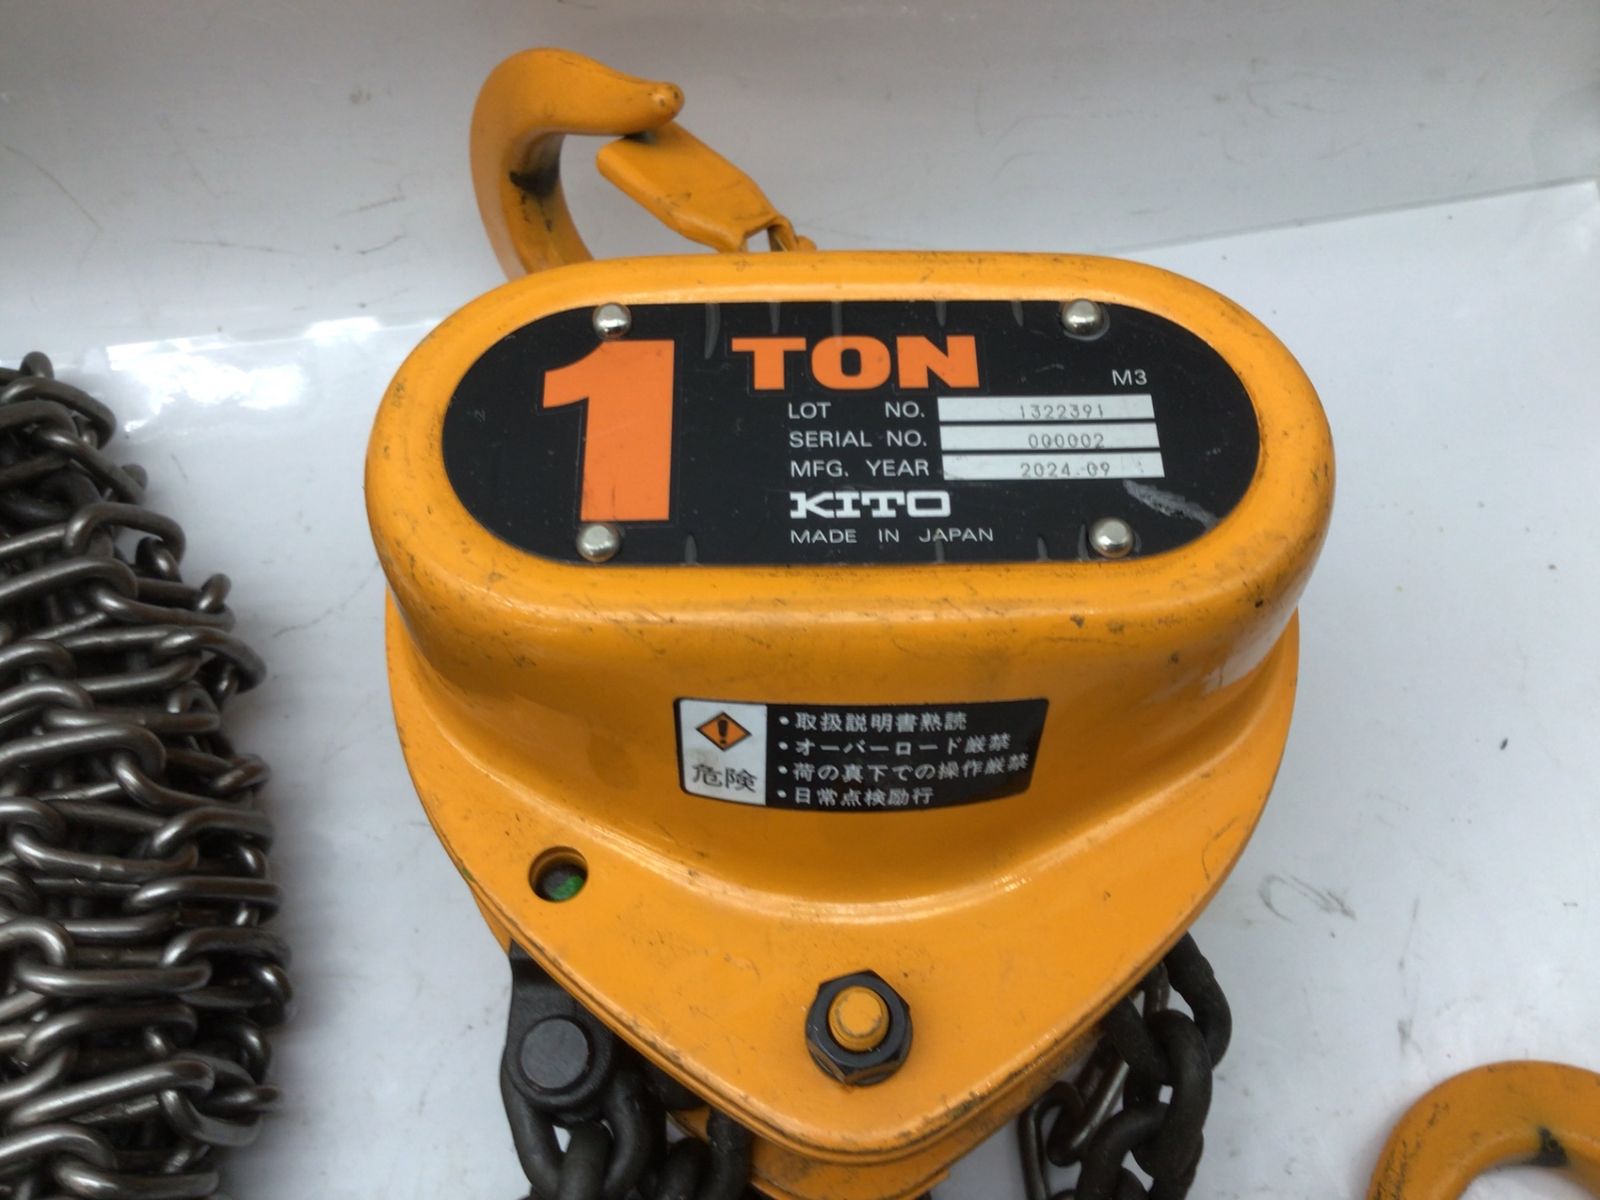 1 TON
M3
LOT NO. 1322391
SERIAL NO. 000002
MFG. YEAR 2024.09
KITO
MADE IN JAPAN
危険
・取扱説明書熟読
・オーバーロード厳禁
・荷の真下での操作厳禁
・日常点検励行